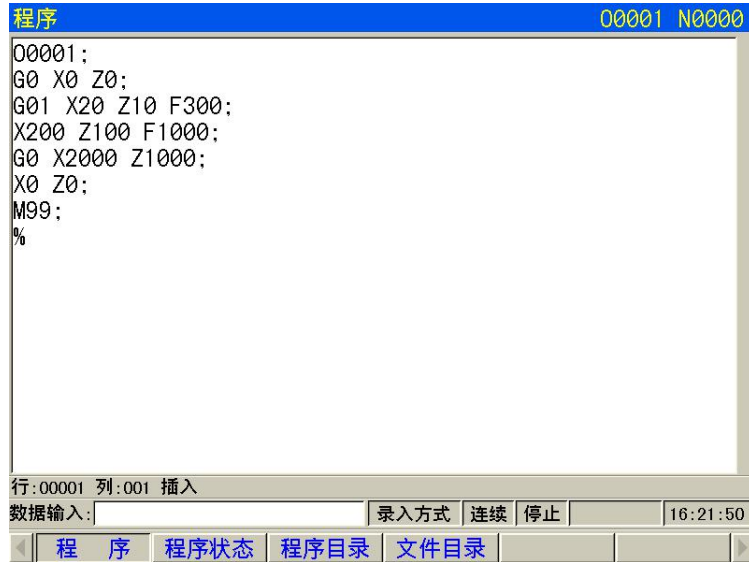 程序 O0001 N0000
O0001;
G0 X0 Z0;
G01 X20 Z10 F300;
X200 Z100 F1000;
G0 X2000 Z1000;
X0 Z0;
M99;
%
行:00001 列:001 插入
数据输入: 录入方式 连续 停止 16:21:50
程 序 程序状态 程序目录 文件目录